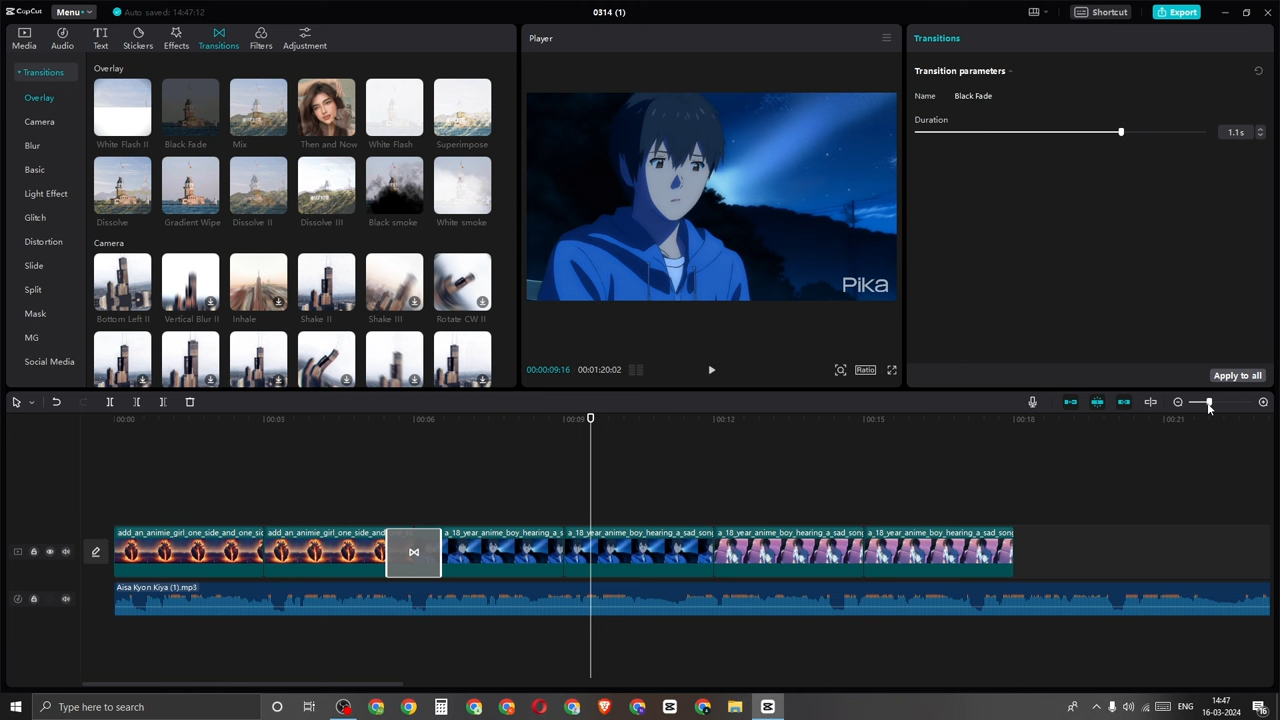 CapCut
Menu
Auto saved: 14:47:12
0314 (1)
Shortcut
Export
Media
Audio
Text
Stickers
Effects
Transitions
Filters
Adjustment
Transitions
Overlay
Camera
Blur
Basic
Light Effect
Glitch
Distortion
Slide
Split
Mask
MG
Social Media
Overlay
White Flash II
Black Fade
Mix
Then and Now
White Flash
Superimpose
Dissolve
Gradient Wipe
Dissolve II
Dissolve III
Black smoke
White smoke
Camera
Bottom Left II
Vertical Blur II
Inhale
Shake II
Shake III
Rotate CW II
Player
Pika
00:00:09:16
00:01:20:02
Ratio
Transitions
Transition parameters
Name
Black Fade
Duration
1.1s
Apply to all
00:00
00:03
00:06
00:09
00:12
00:15
00:18
00:21
add_an_animie_girl_one_side_and_one_sic
add_an_animie_girl_one_side_and
a_18_year_anime_boy_hearing_a_s
a_18_year_anime_boy_hearing_a_sad_song
a_18_year_anime_boy_hearing_a_sad_song
a_18_year_anime_boy_hearing_a_sad_song
Aisa Kyon Kiya (1).mp3
Type here to search
ENG
14:47
16-03-2024